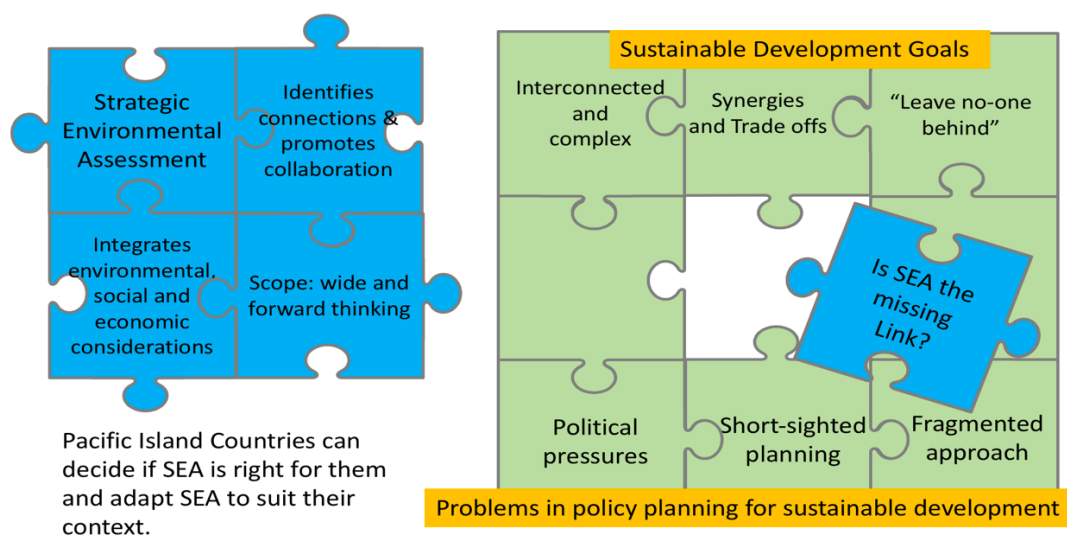 Strategic
Environmental
Assessment
Identifies
connections &
promotes
collaboration
Integrates
environmental,
social and
economic
considerations
Scope: wide and
forward thinking
Pacific Island Countries can
decide if SEA is right for them
and adapt SEA to suit their
context.
Sustainable Development Goals
Interconnected
and
complex
Synergies
and Trade offs
“Leave no-one
behind”
Is SEA the
missing
Link?
Political
pressures
Short-sighted
planning
Fragmented
approach
Problems in policy planning for sustainable development